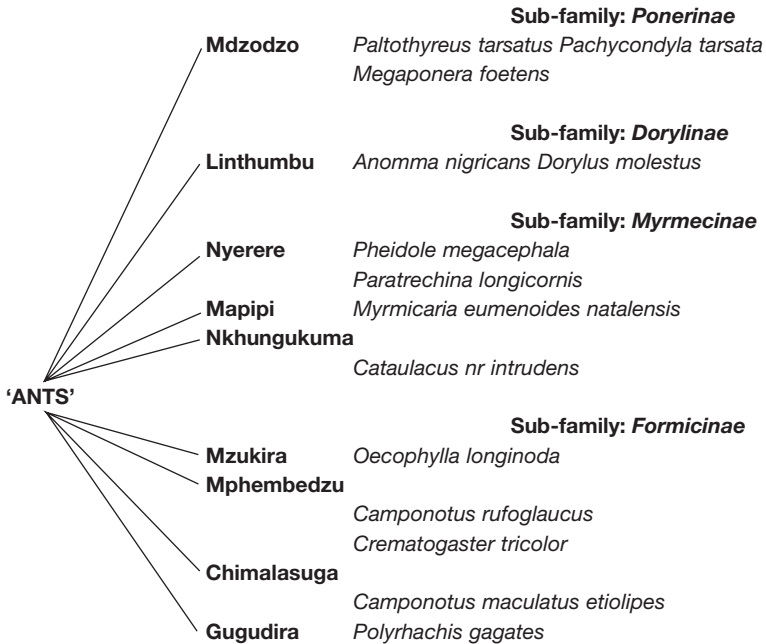 Sub-family: Ponerinae
Mdzodzo Paltothyreus tarsatus Pachycondyla tarsata
Megaponera foetens
Sub-family: Dorylinae
Linthumbu Anomma nigricans Dorylus molestus
Sub-family: Myrmecinae
Nyerere Pheidole megacephala
Paratrechina longicornis
Mapipi Myrmicaria eumenoides natalensis
Nkhungukuma
Cataulacus nr intrudens
‘ANTS’
Sub-family: Formicinae
Mzukira Oecophylla longinoda
Mphembedzu
Camponotus rufoglaucus
Crematogaster tricolor
Chimalasuga
Camponotus maculatus etiolipes
Gugudira Polyrhachis gagates